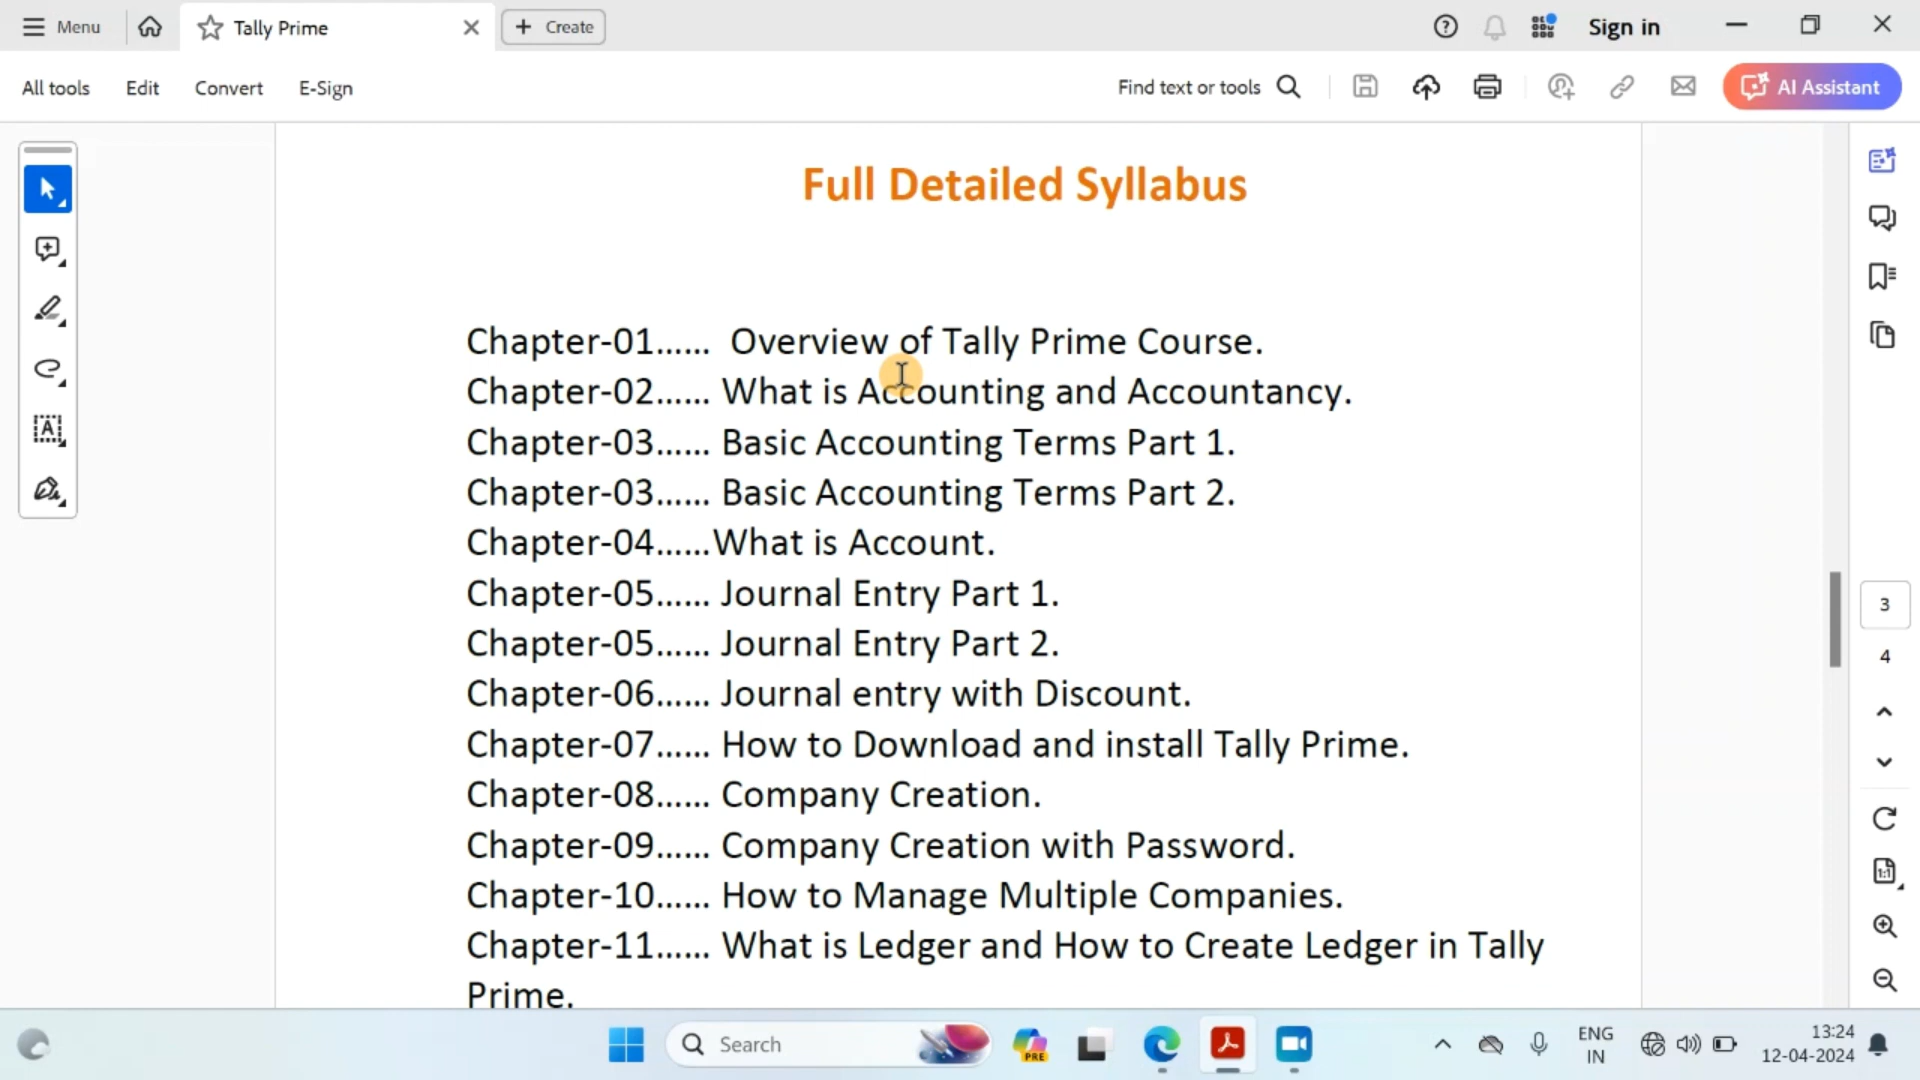 Menu
Tally Prime
Create
Sign in
All tools
Edit
Convert
E-Sign
Find text or tools
AI Assistant
Full Detailed Syllabus
Chapter-01...... Overview of Tally Prime Course.
Chapter-02...... What is Accounting and Accountancy.
Chapter-03...... Basic Accounting Terms Part 1.
Chapter-03...... Basic Accounting Terms Part 2.
Chapter-04......What is Account.
Chapter-05...... Journal Entry Part 1.
Chapter-05...... Journal Entry Part 2.
Chapter-06...... Journal entry with Discount.
Chapter-07...... How to Download and install Tally Prime.
Chapter-08...... Company Creation.
Chapter-09...... Company Creation with Password.
Chapter-10...... How to Manage Multiple Companies.
Chapter-11...... What is Ledger and How to Create Ledger in Tally
Prime.
3
4
1:1
Search
PRE
ENG
IN
13:24
12-04-2024